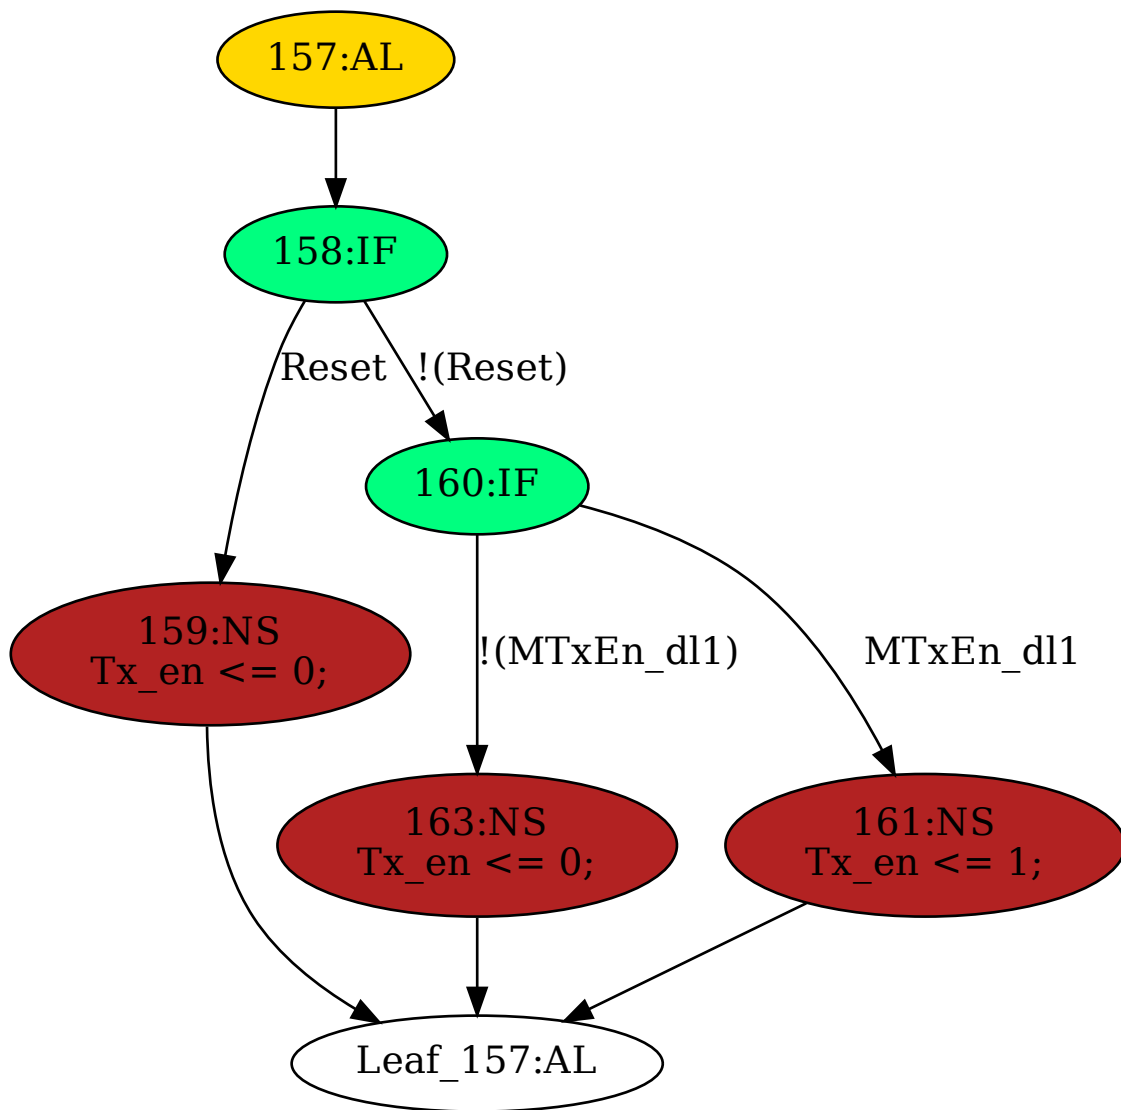 157:AL
158:IF
Reset
!(Reset)
160:IF
159:NS
Tx_en <= 0;
!(MTxEn_dl1)
MTxEn_dl1
163:NS
Tx_en <= 0;
161:NS
Tx_en <= 1;
Leaf_157:AL